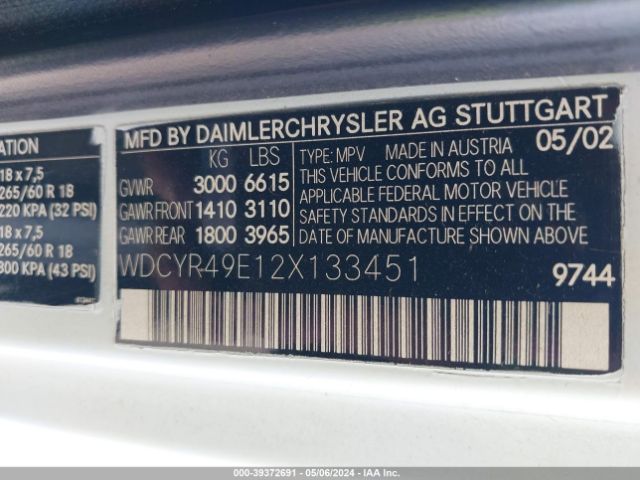 MFD BY DAIMLERCHRYSLER AG STUTTGART
KG LBS
GVWR 3000 6615
GAWR FRONT 1410 3110
GAWR REAR 1800 3965
TYPE: MPV MADE IN AUSTRIA 05/02
THIS VEHICLE CONFORMS TO ALL
APPLICABLE FEDERAL MOTOR VEHICLE
SAFETY STANDARDS IN EFFECT ON THE
DATE OF MANUFACTURE SHOWN ABOVE
WDCYR49E12X133451
9744
18 x 7,5
265/60 R 18
220 KPA (32 PSI)
18 x 7,5
265/60 R 18
300 KPA (43 PSI)
IAA - 39372691 - 05/06/2024 - IAA, Inc.